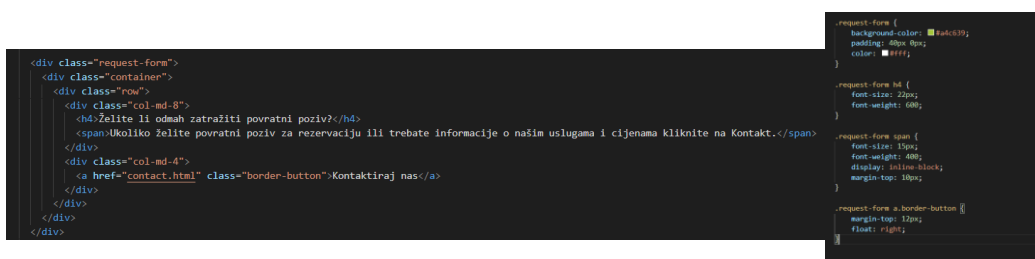 <div class="request-form">
<div class="container">
<div class="row">
<div class="col-md-8">
<h4>Želite li odmah zatražiti povratni poziv?</h4>
<span>Ukoliko želite povratni poziv za rezervaciju ili trebate informacije o našim uslugama i cijenama kliknite na Kontakt.</span>
</div>
<div class="col-md-4">
<a href="contact.html" class="border-button">Kontaktiraj nas</a>
</div>
</div>
</div>
</div>
.request-form {
background-color: #a4c639;
padding: 40px 0px;
color: #fff;
}
.request-form h4 {
font-size: 22px;
font-weight: 600;
}
.request-form span {
font-size: 15px;
font-weight: 400;
display: inline-block;
margin-top: 10px;
}
.request-form a.border-button {
margin-top: 12px;
float: right;
}